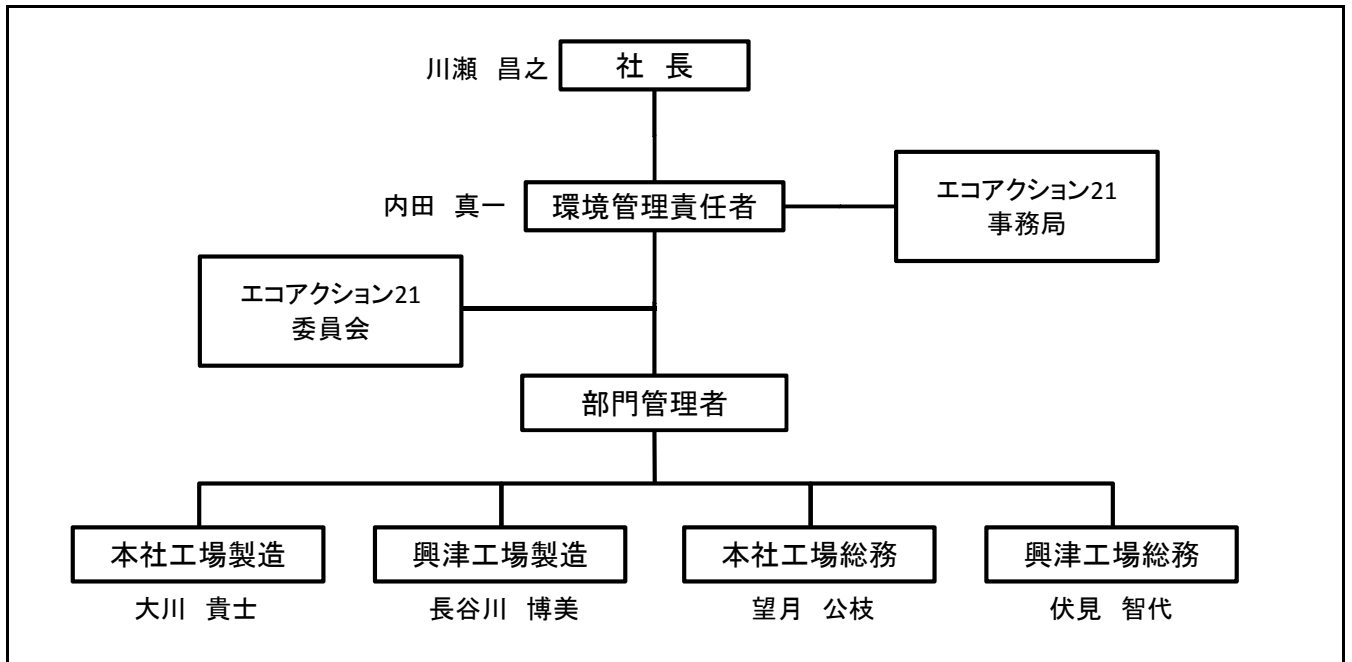 川瀬　昌之
社　長
内田　真一
環境管理責任者
エコアクション21
事務局
エコアクション21
委員会
部門管理者
本社工場製造
興津工場製造
本社工場総務
興津工場総務
大川　貴士
長谷川　博美
望月　公枝
伏見　智代